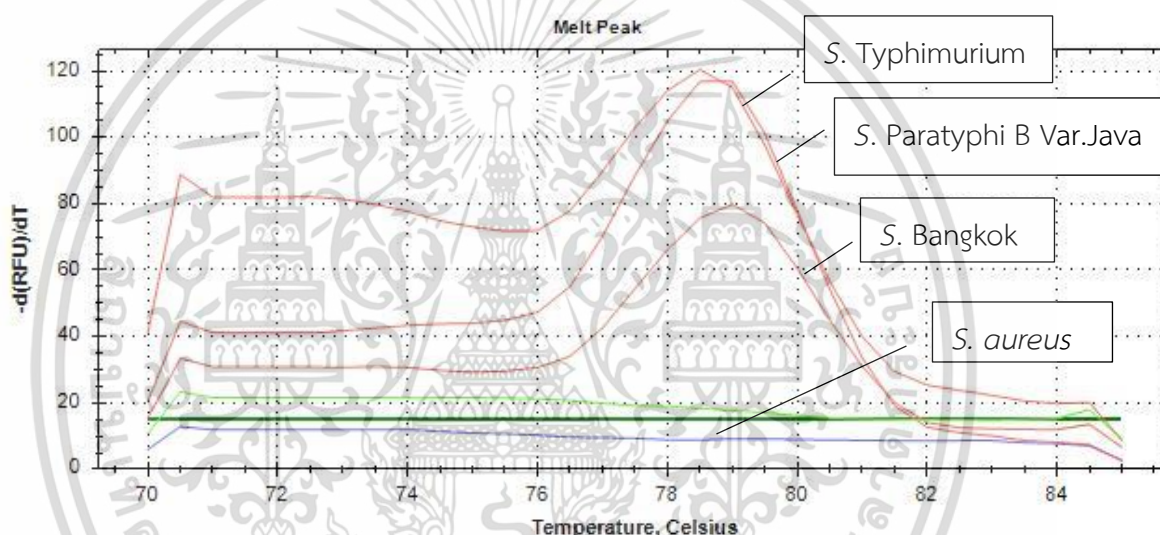 Melt Peak
120
100
80
60
40
20
0
-d(RFU)/dT
S. Typhimurium
S. Paratyphi B Var.Java
S. Bangkok
S. aureus
70 72 74 76 78 80 82 84
Temperature, Celsius